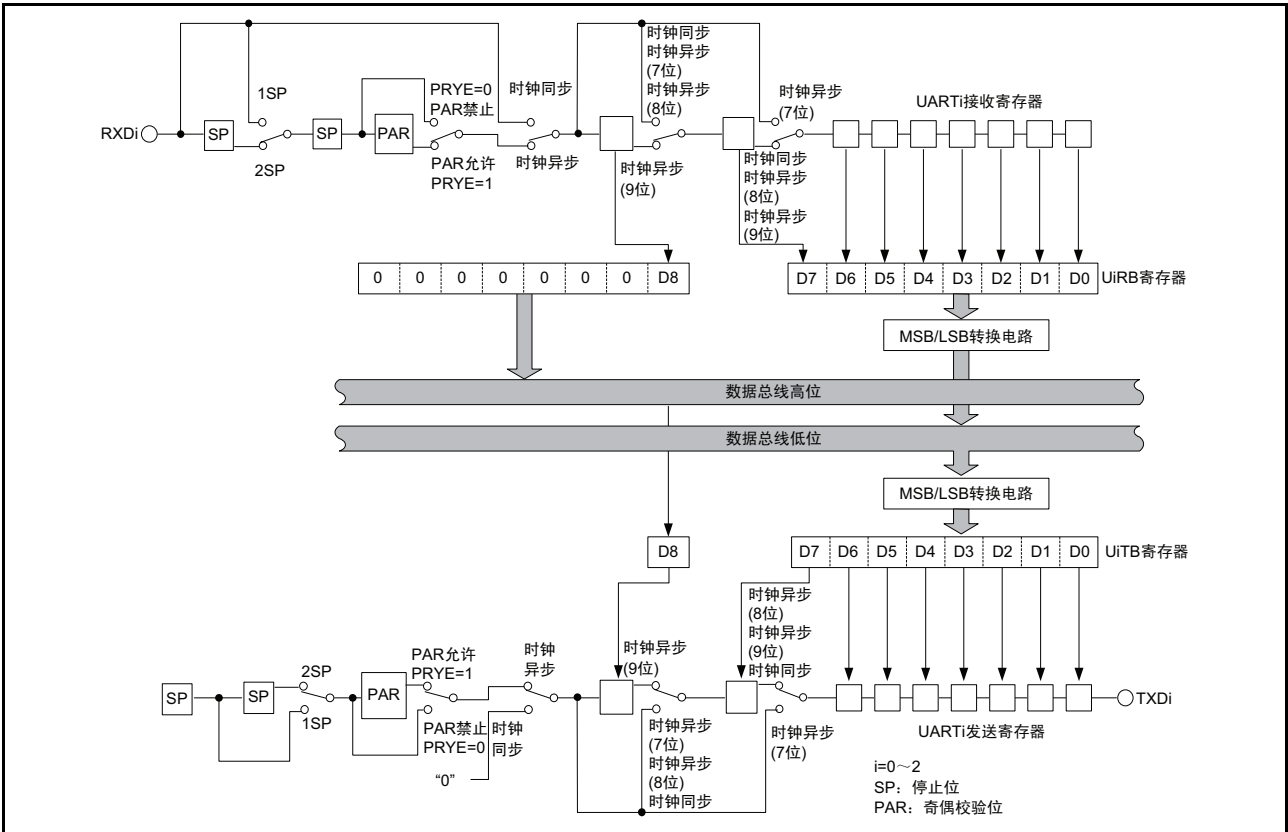 时钟同步
时钟异步
(7位)
时钟异步
(8位)
1SP
PRYE=0
PAR禁止
时钟同步
时钟异步
(7位)
UARTi接收寄存器
RXDi
SP
SP
PAR
2SP
PAR允许
PRYE=1
时钟异步
时钟异步
(9位)
时钟同步
时钟异步
(8位)
时钟异步
(9位)
0 0 0 0 0 0 0 D8
D7 D6 D5 D4 D3 D2 D1 D0
UiRB寄存器
MSB/LSB转换电路
数据总线高位
数据总线低位
MSB/LSB转换电路
D8
D7 D6 D5 D4 D3 D2 D1 D0
UiTB寄存器
时钟异步
(8位)
时钟异步
(9位)
时钟同步
2SP
PAR允许
PRYE=1
时钟
异步
时钟异步
(9位)
SP
SP
PAR
TXDi
1SP
PAR禁止
PRYE=0
时钟
同步
“0”
时钟异步
(7位)
时钟异步
(8位)
时钟同步
时钟异步
(7位)
UARTi发送寄存器
i=0～2
SP：停止位
PAR：奇偶校验位